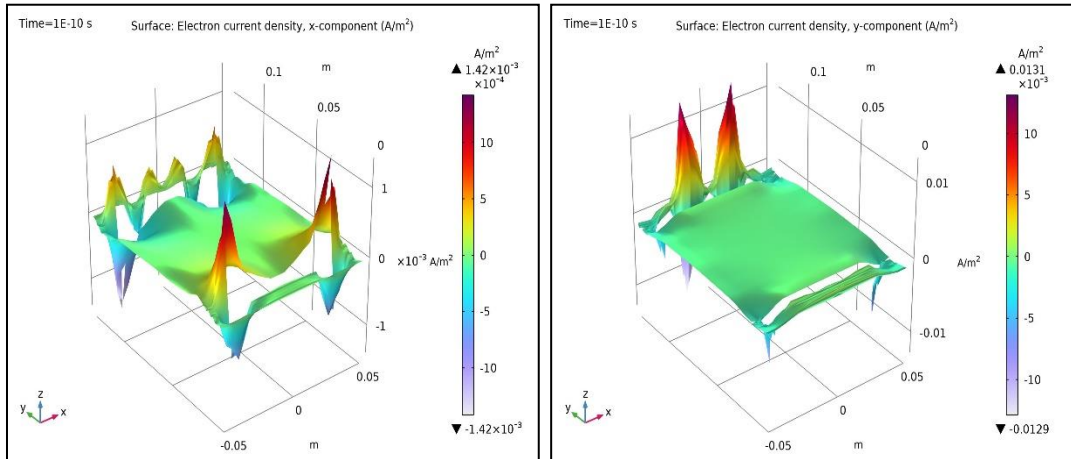 Time=1E-10 s Surface: Electron current density, x-component (A/m²)
A/m²
▲ 1.42×10⁻³
×10⁻⁴
m
0.1
0.05
0
10
5
0
-5
-10
1
0
×10⁻³ A/m²
-1
0.05
0
-0.05
m
z
y
x
▼ -1.42×10⁻³
Time=1E-10 s Surface: Electron current density, y-component (A/m²)
A/m²
▲ 0.0131
×10⁻³
m
0.1
0.05
0
10
5
0
-5
-10
0.01
0
A/m²
-0.01
0.05
0
-0.05
m
z
y
x
▼ -0.0129